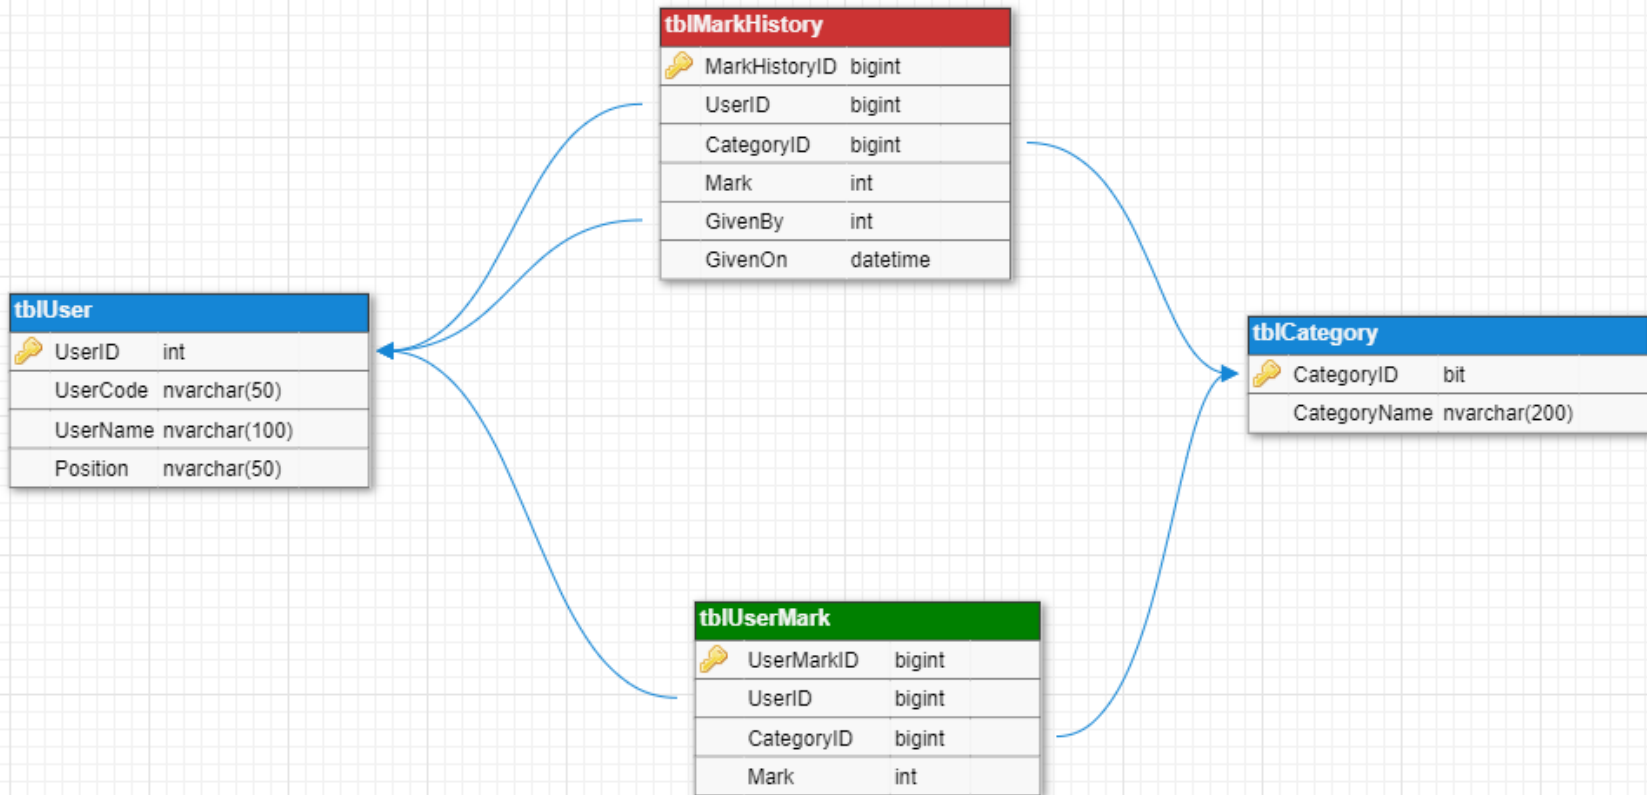 tblMarkHistory
MarkHistoryID bigint
UserID bigint
CategoryID bigint
Mark int
GivenBy int
GivenOn datetime
tblUser
UserID int
UserCode nvarchar(50)
UserName nvarchar(100)
Position nvarchar(50)
tblCategory
CategoryID bit
CategoryName nvarchar(200)
tblUserMark
UserMarkID bigint
UserID bigint
CategoryID bigint
Mark int